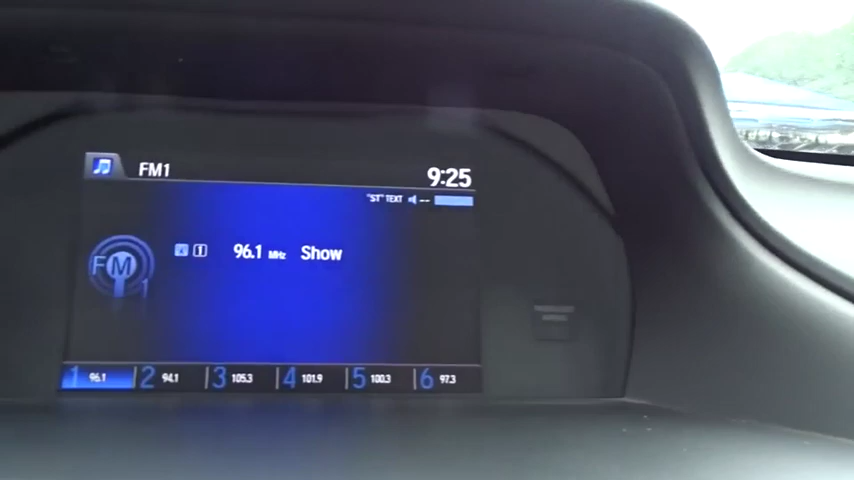 FM1 9:25
"ST" TEXT --
FM1 1 96.1 MHz Show
1 96.1 2 94.1 3 105.3 4 101.9 5 100.3 6 97.3